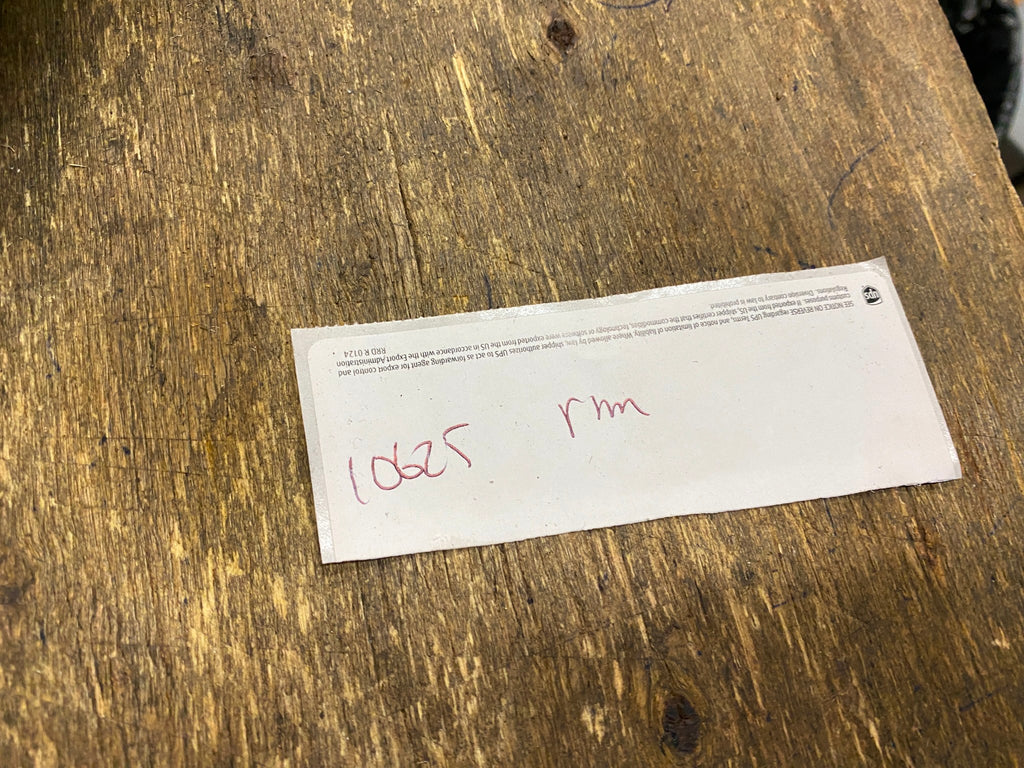 SEE NOTICE ON REVERSE regarding UPS Terms, and notice of limitation of liability. Where allowed by law, shipper authorizes UPS to act as forwarding agent for export control and
customs purposes. If exported from the US, shipper certifies that the commodities, technology or software were exported from the US in accordance with the Export Administration
Regulations. Diversion contrary to law is prohibited.
RRD R 0124
ups
10625 rm